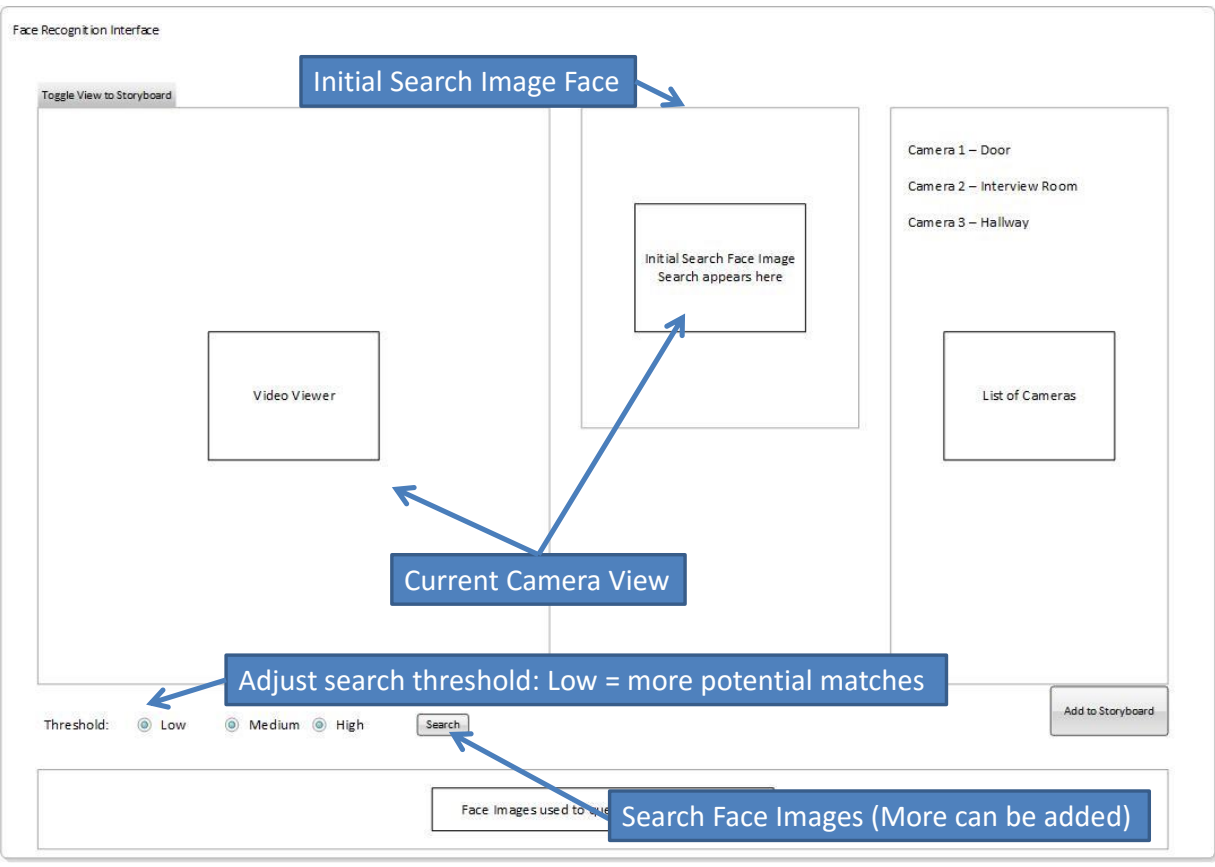 Face Recognition Interface
Initial Search Image Face
Toggle View to Storyboard
Camera 1 – Door
Camera 2 – Interview Room
Camera 3 – Hallway
Initial Search Face Image
Search appears here
Video Viewer
List of Cameras
Current Camera View
Adjust search threshold: Low = more potential matches
Threshold:
Low
Medium
High
Search
Add to Storyboard
Face Images used to
Search Face Images (More can be added)